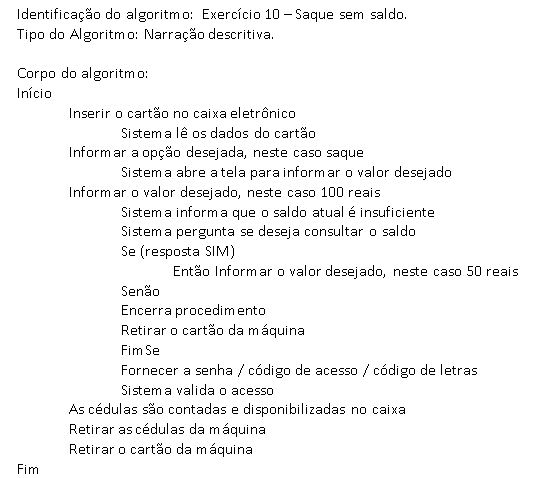 Identificação do algoritmo: Exercício 10 – Saque sem saldo.
Tipo do Algoritmo: Narração descritiva.
Corpo do algoritmo:
Início
Inserir o cartão no caixa eletrônico
Sistema lê os dados do cartão
Informar a opção desejada, neste caso saque
Sistema abre a tela para informar o valor desejado
Informar o valor desejado, neste caso 100 reais
Sistema informa que o saldo atual é insuficiente
Sistema pergunta se deseja consultar o saldo
Se (resposta SIM)
Então Informar o valor desejado, neste caso 50 reais
Senão
Encerra procedimento
Retirar o cartão da máquina
FimSe
Fornecer a senha / código de acesso / código de letras
Sistema valida o acesso
As cédulas são contadas e disponibilizadas no caixa
Retirar as cédulas da máquina
Retirar o cartão da máquina
Fim